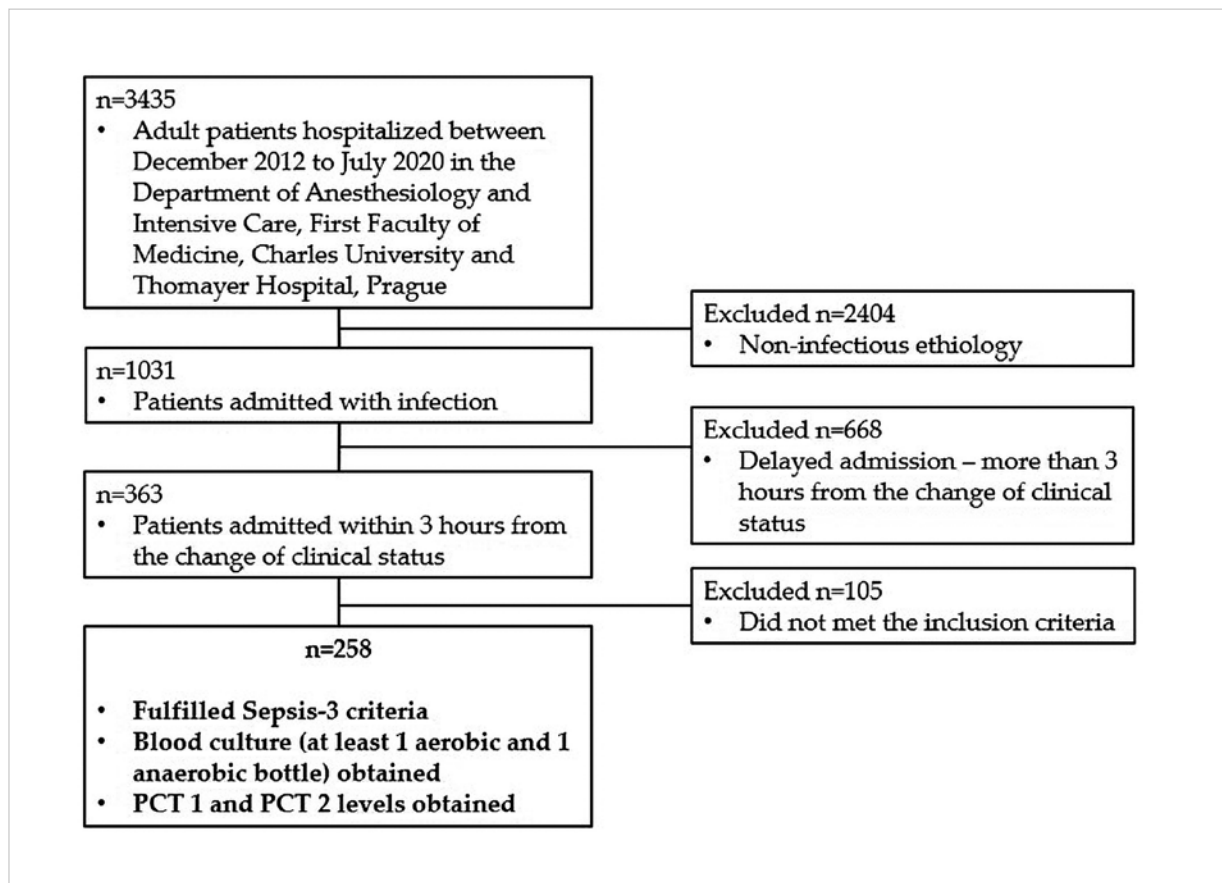 n=3435
• Adult patients hospitalized between
December 2012 to July 2020 in the
Department of Anesthesiology and
Intensive Care, First Faculty of
Medicine, Charles University and
Thomayer Hospital, Prague
Excluded n=2404
• Non-infectious ethiology
n=1031
• Patients admitted with infection
Excluded n=668
• Delayed admission – more than 3
hours from the change of clinical
status
n=363
• Patients admitted within 3 hours from
the change of clinical status
Excluded n=105
• Did not met the inclusion criteria
n=258
• Fulfilled Sepsis-3 criteria
• Blood culture (at least 1 aerobic and 1
anaerobic bottle) obtained
• PCT 1 and PCT 2 levels obtained